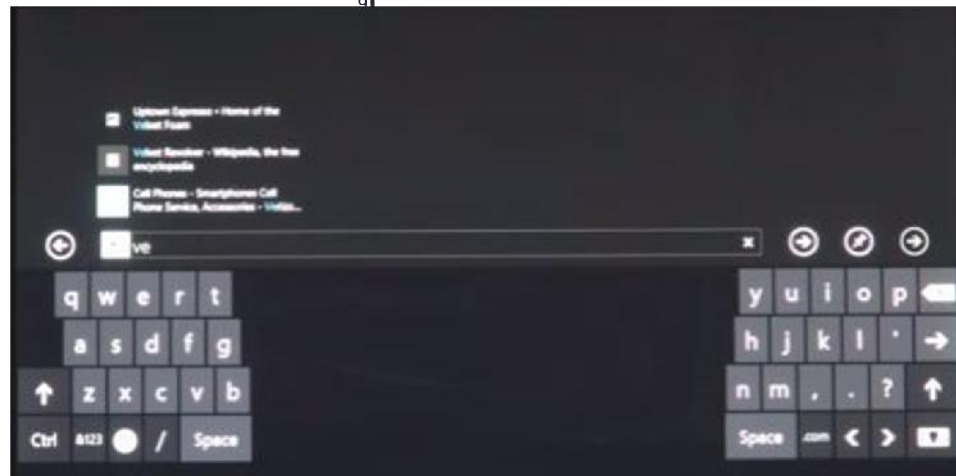 Uptown Espresso - Home of the
Velvet Foam
Velvet Revolver - Wikipedia, the free
encyclopedia
Cell Phones - Smartphones Cell
Phone Service, Accessories - Verizo...
ve
q w e r t y u i o p
a s d f g h j k l '
z x c v b n m , . ?
Ctrl &123 / Space Space .com < >